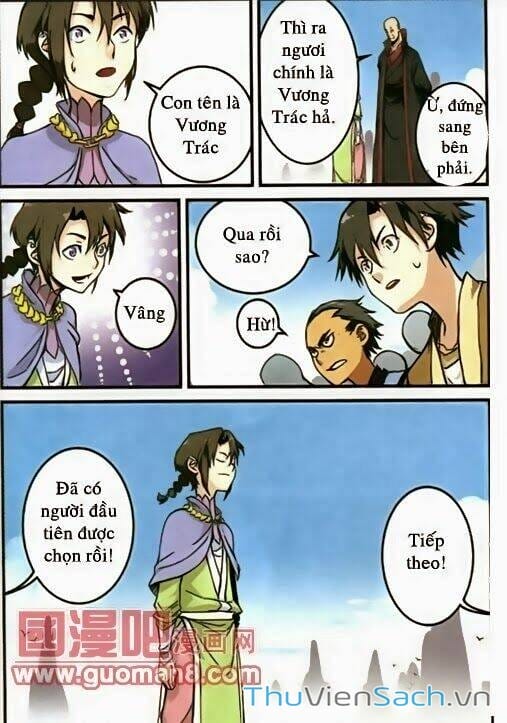 Con tên là
Vương
Trác
Thì ra
ngươi
chính là
Vương
Trác hả.
Ừ, đứng
sang
bên
phải.
Vâng
Qua rồi
sao?
Hừ!
Đã có
người đầu
tiên được
chọn rồi!
Tiếp
theo!
国漫吧漫画网
www.guoman8.com
ThuVienSach.vn